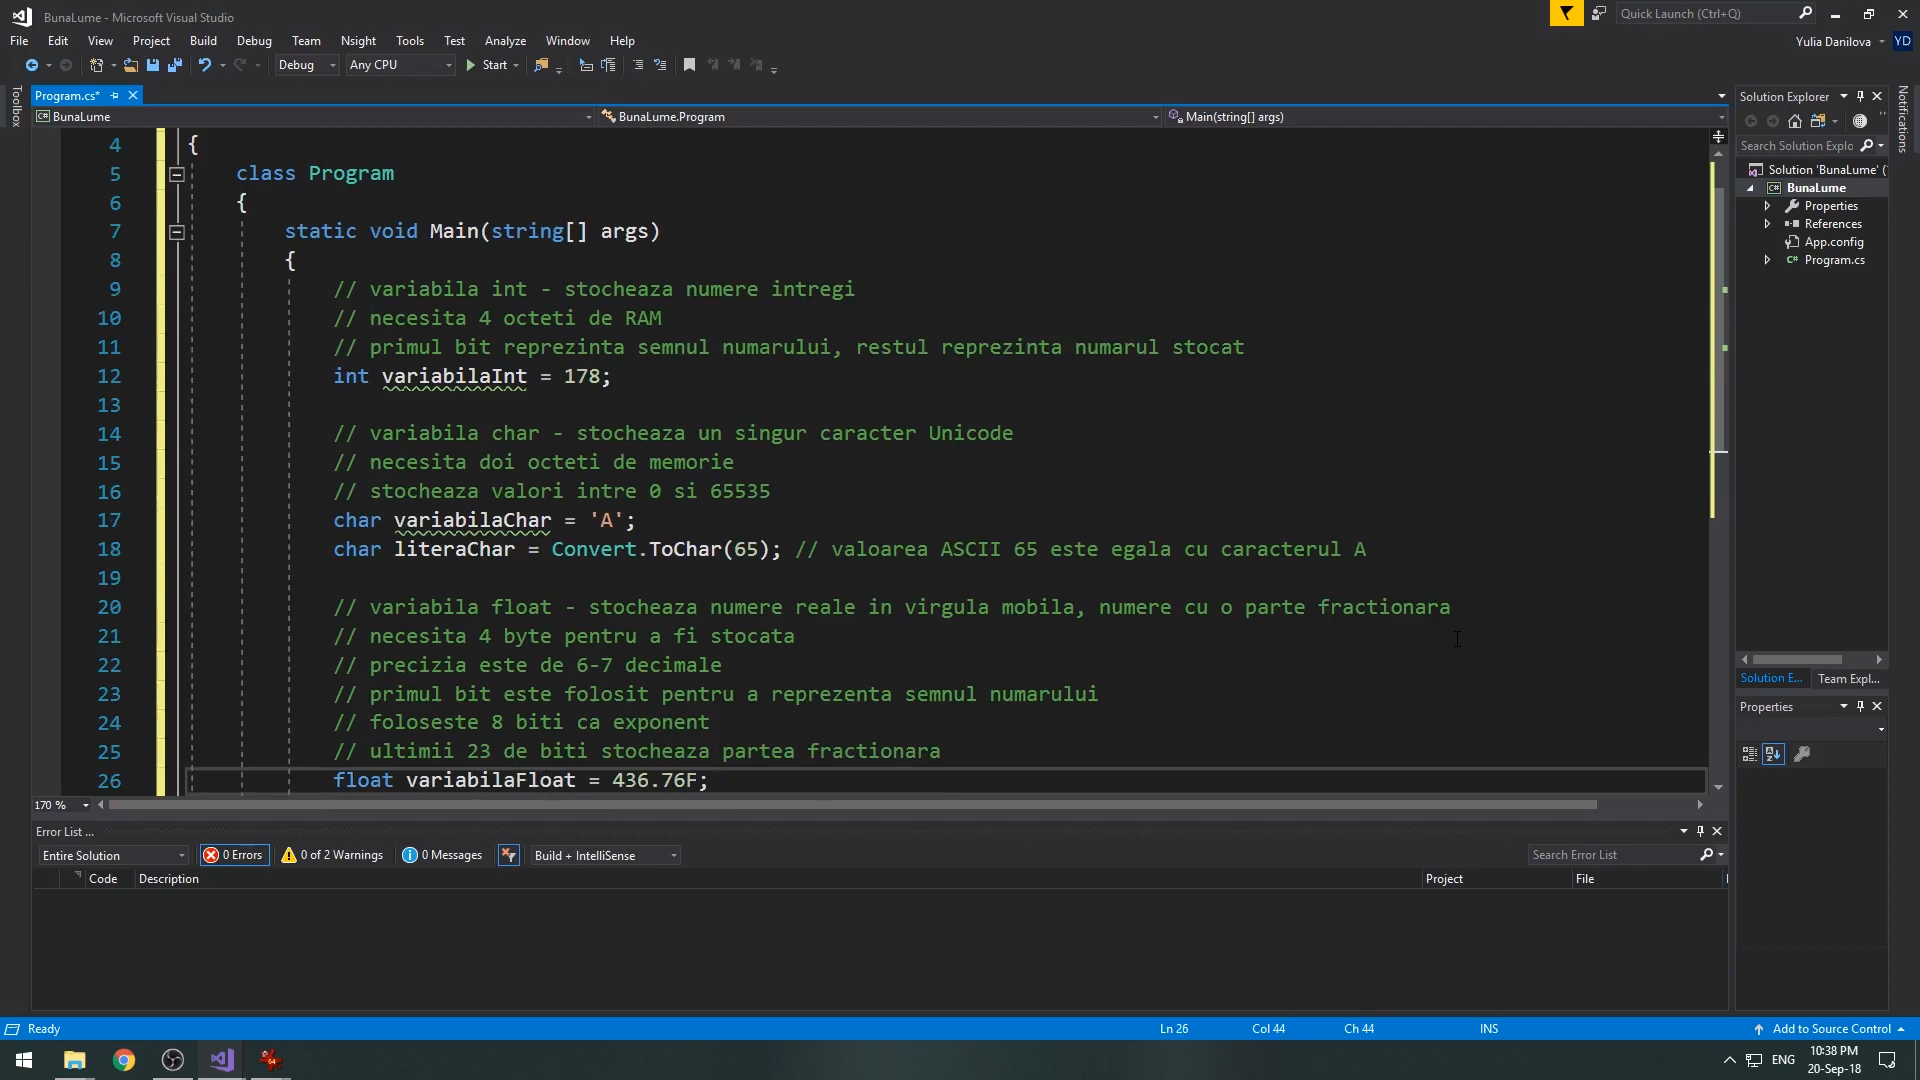 BunaLume - Microsoft Visual Studio
Quick Launch (Ctrl+Q)
File Edit View Project Build Debug Team Nsight Tools Test Analyze Window Help
Yulia Danilova YD
Debug Any CPU Start
Toolbox
Program.cs*
Solution Explorer
Notifications
BunaLume BunaLume.Program Main(string[] args)
Search Solution Explo
Solution 'BunaLume' (
BunaLume
Properties
References
App.config
Program.cs
4 {
5 class Program
6 {
7 static void Main(string[] args)
8 {
9 // variabila int - stocheaza numere intregi
10 // necesita 4 octeti de RAM
11 // primul bit reprezinta semnul numarului, restul reprezinta numarul stocat
12 int variabilaInt = 178;
13
14 // variabila char - stocheaza un singur caracter Unicode
15 // necesita doi octeti de memorie
16 // stocheaza valori intre 0 si 65535
17 char variabilaChar = 'A';
18 char literaChar = Convert.ToChar(65); // valoarea ASCII 65 este egala cu caracterul A
19
20 // variabila float - stocheaza numere reale in virgula mobila, numere cu o parte fractionara
21 // necesita 4 byte pentru a fi stocata
22 // precizia este de 6-7 decimale
23 // primul bit este folosit pentru a reprezenta semnul numarului
24 // foloseste 8 biti ca exponent
25 // ultimii 23 de biti stocheaza partea fractionara
26 float variabilaFloat = 436.76F;
Solution E... Team Expl...
Properties
170 %
Error List ...
Entire Solution 0 Errors 0 of 2 Warnings 0 Messages Build + IntelliSense Search Error List
Code Description Project File
Ready Ln 26 Col 44 Ch 44 INS Add to Source Control
ENG
10:38 PM
20-Sep-18